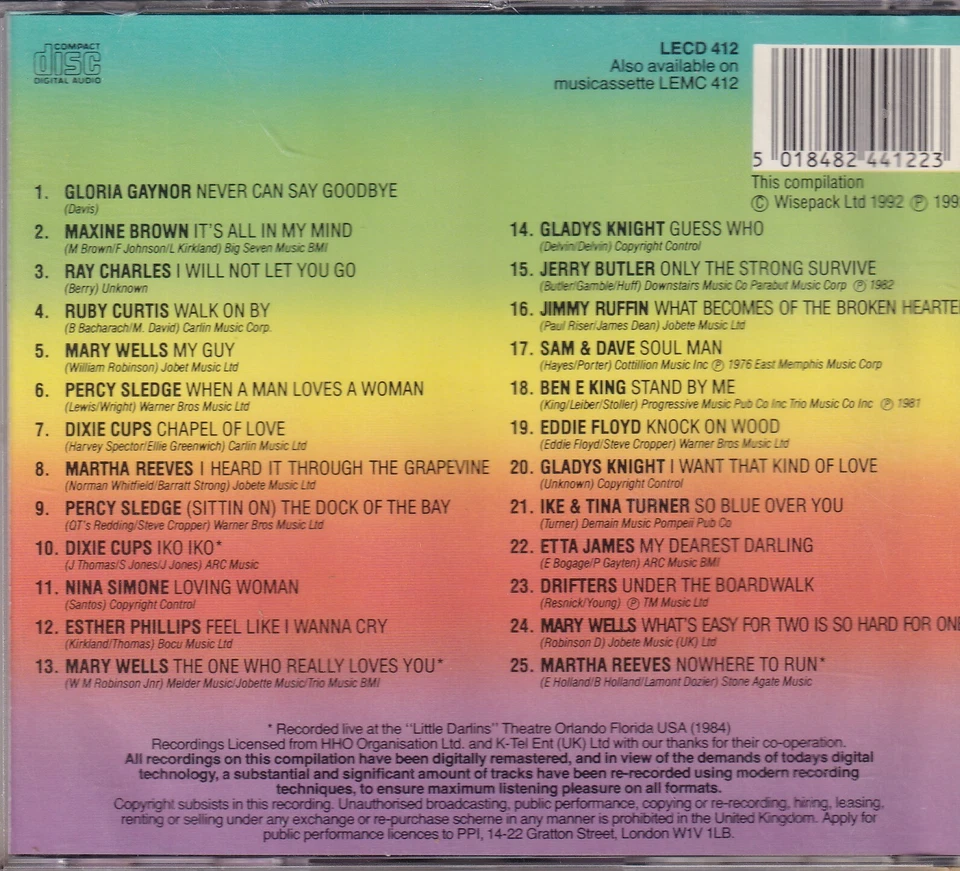 COMPACT
disc
DIGITAL AUDIO
LECD 412
Also available on
musicassette LEMC 412
5 018482 441223
This compilation
© Wisepack Ltd 1992 ℗ 199
1. GLORIA GAYNOR NEVER CAN SAY GOODBYE
(Davis)
2. MAXINE BROWN IT'S ALL IN MY MIND
(M Brown/F Johnson/L Kirkland) Big Seven Music BMI
3. RAY CHARLES I WILL NOT LET YOU GO
(Berry) Unknown
4. RUBY CURTIS WALK ON BY
(B Bacharach/M. David) Carlin Music Corp.
5. MARY WELLS MY GUY
(William Robinson) Jobet Music Ltd
6. PERCY SLEDGE WHEN A MAN LOVES A WOMAN
(Lewis/Wright) Warner Bros Music Ltd
7. DIXIE CUPS CHAPEL OF LOVE
(Harvey Spector/Ellie Greenwich) Carlin Music Ltd
8. MARTHA REEVES I HEARD IT THROUGH THE GRAPEVINE
(Norman Whitfield/Barratt Strong) Jobete Music Ltd
9. PERCY SLEDGE (SITTIN ON) THE DOCK OF THE BAY
(OT's Redding/Steve Cropper) Warner Bros Music Ltd
10. DIXIE CUPS IKO IKO*
(J Thomas/S Jones/J Jones) ARC Music
11. NINA SIMONE LOVING WOMAN
(Santos) Copyright Control
12. ESTHER PHILLIPS FEEL LIKE I WANNA CRY
(Kirkland/Thomas) Bocu Music Ltd
13. MARY WELLS THE ONE WHO REALLY LOVES YOU*
(W M Robinson Jnr) Melder Music/Jobette Music/Trio Music BMI
14. GLADYS KNIGHT GUESS WHO
(Delvin/Delvin) Copyright Control
15. JERRY BUTLER ONLY THE STRONG SURVIVE
(Butler/Gamble/Huff) Downstairs Music Co Parabut Music Corp ℗ 1982
16. JIMMY RUFFIN WHAT BECOMES OF THE BROKEN HEARTE
(Paul Riser/James Dean) Jobete Music Ltd
17. SAM & DAVE SOUL MAN
(Hayes/Porter) Cottillion Music Inc ℗ 1976 East Memphis Music Corp
18. BEN E KING STAND BY ME
(King/Leiber/Stoller) Progressive Music Pub Co Inc Trio Music Co Inc ℗ 1981
19. EDDIE FLOYD KNOCK ON WOOD
(Eddie Floyd/Steve Cropper) Warner Bros Music Ltd
20. GLADYS KNIGHT I WANT THAT KIND OF LOVE
(Unknown) Copyright Control
21. IKE & TINA TURNER SO BLUE OVER YOU
(Turner) Demain Music Pompeii Pub Co
22. ETTA JAMES MY DEAREST DARLING
(E Bogage/P Gayten) ARC Music BMI
23. DRIFTERS UNDER THE BOARDWALK
(Resnick/Young) ℗ TM Music Ltd
24. MARY WELLS WHAT'S EASY FOR TWO IS SO HARD FOR ONE
(Robinson D) Jobete Music (UK) Ltd
25. MARTHA REEVES NOWHERE TO RUN*
(E Holland/B Holland/Lamont Dozier) Stone Agate Music
* Recorded live at the "Little Darlins" Theatre Orlando Florida USA (1984)
Recordings Licensed from HHO Organisation Ltd. and K-Tel Ent (UK) Ltd with our thanks for their co-operation.
All recordings on this compilation have been digitally remastered, and in view of the demands of todays digital
technology, a substantial and significant amount of tracks have been re-recorded using modern recording
techniques, to ensure maximum listening pleasure on all formats.
Copyright subsists in this recording. Unauthorised broadcasting, public performance, copying or re-recording, hiring, leasing,
renting or selling under any exchange or re-purchase scheme in any manner is prohibited in the United Kingdom. Apply for
public performance licences to PPI, 14-22 Gratton Street, London W1V 1LB.